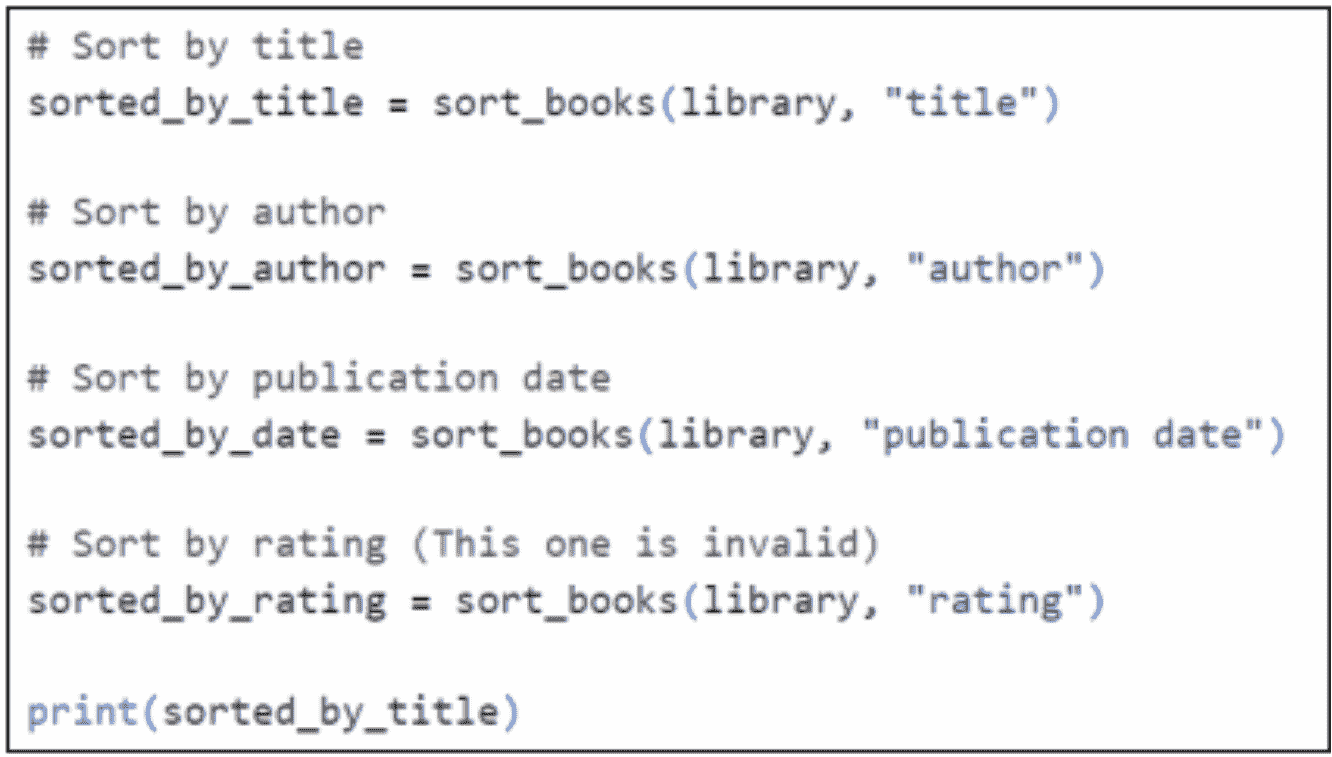 # Sort by title
sorted_by_title = sort_books(library, "title")
# Sort by author
sorted_by_author = sort_books(library, "author")
# Sort by publication date
sorted_by_date = sort_books(library, "publication date")
# Sort by rating (This one is invalid)
sorted_by_rating = sort_books(library, "rating")
print(sorted_by_title)